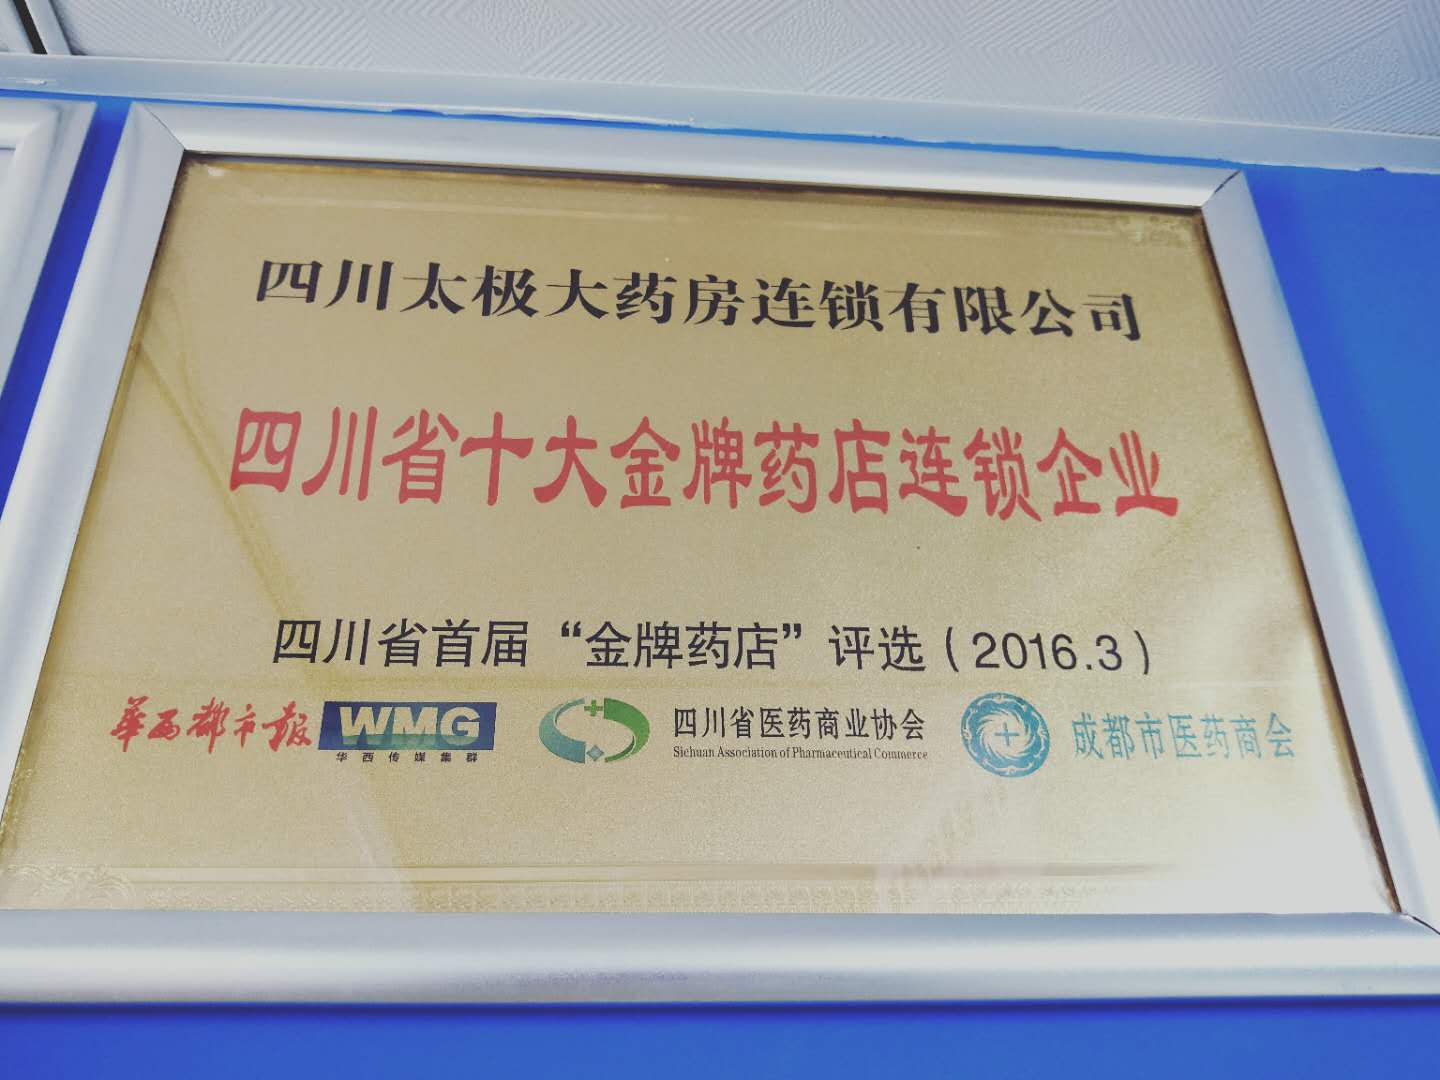 四川太极大药房连锁有限公司
四川省十大金牌药店连锁企业
四川省首届“金牌药店”评选（2016.3）
華西都市报 WMG 四川省医药商业协会 成都市医药商会
华西传媒集群 Sichuan Association of Pharmaceutical Commerce